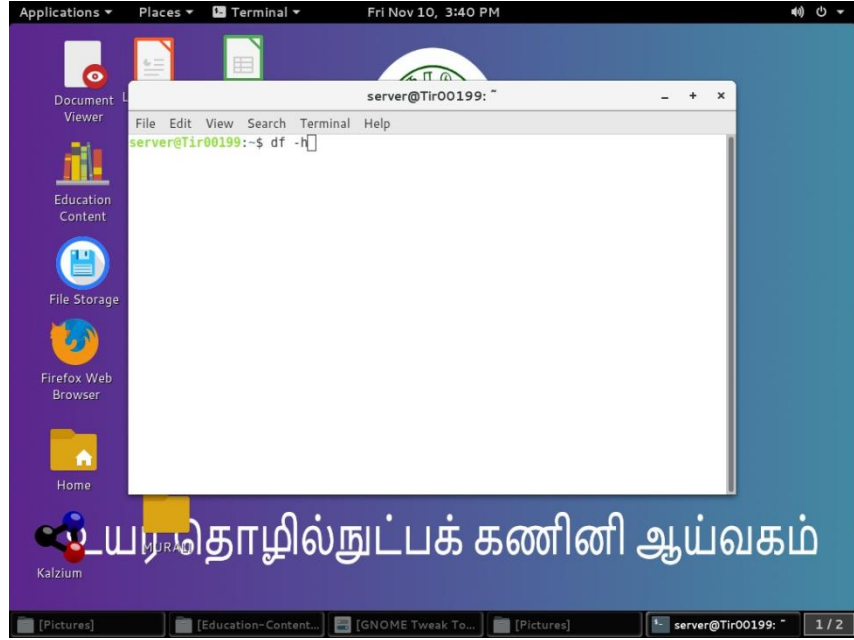 Applications Places Terminal Fri Nov 10, 3:40 PM
server@Tir00199: ~
File Edit View Search Terminal Help
server@Tir00199:~$ df -h
Document
Viewer
Education
Content
File Storage
Firefox Web
Browser
Home
MURALI
Kalzium
உயர் தொழில்நுட்பக் கணினி ஆய்வகம்
[Pictures] [Education-Content... [GNOME Tweak To... [Pictures] server@Tir00199: ~ 1 / 2